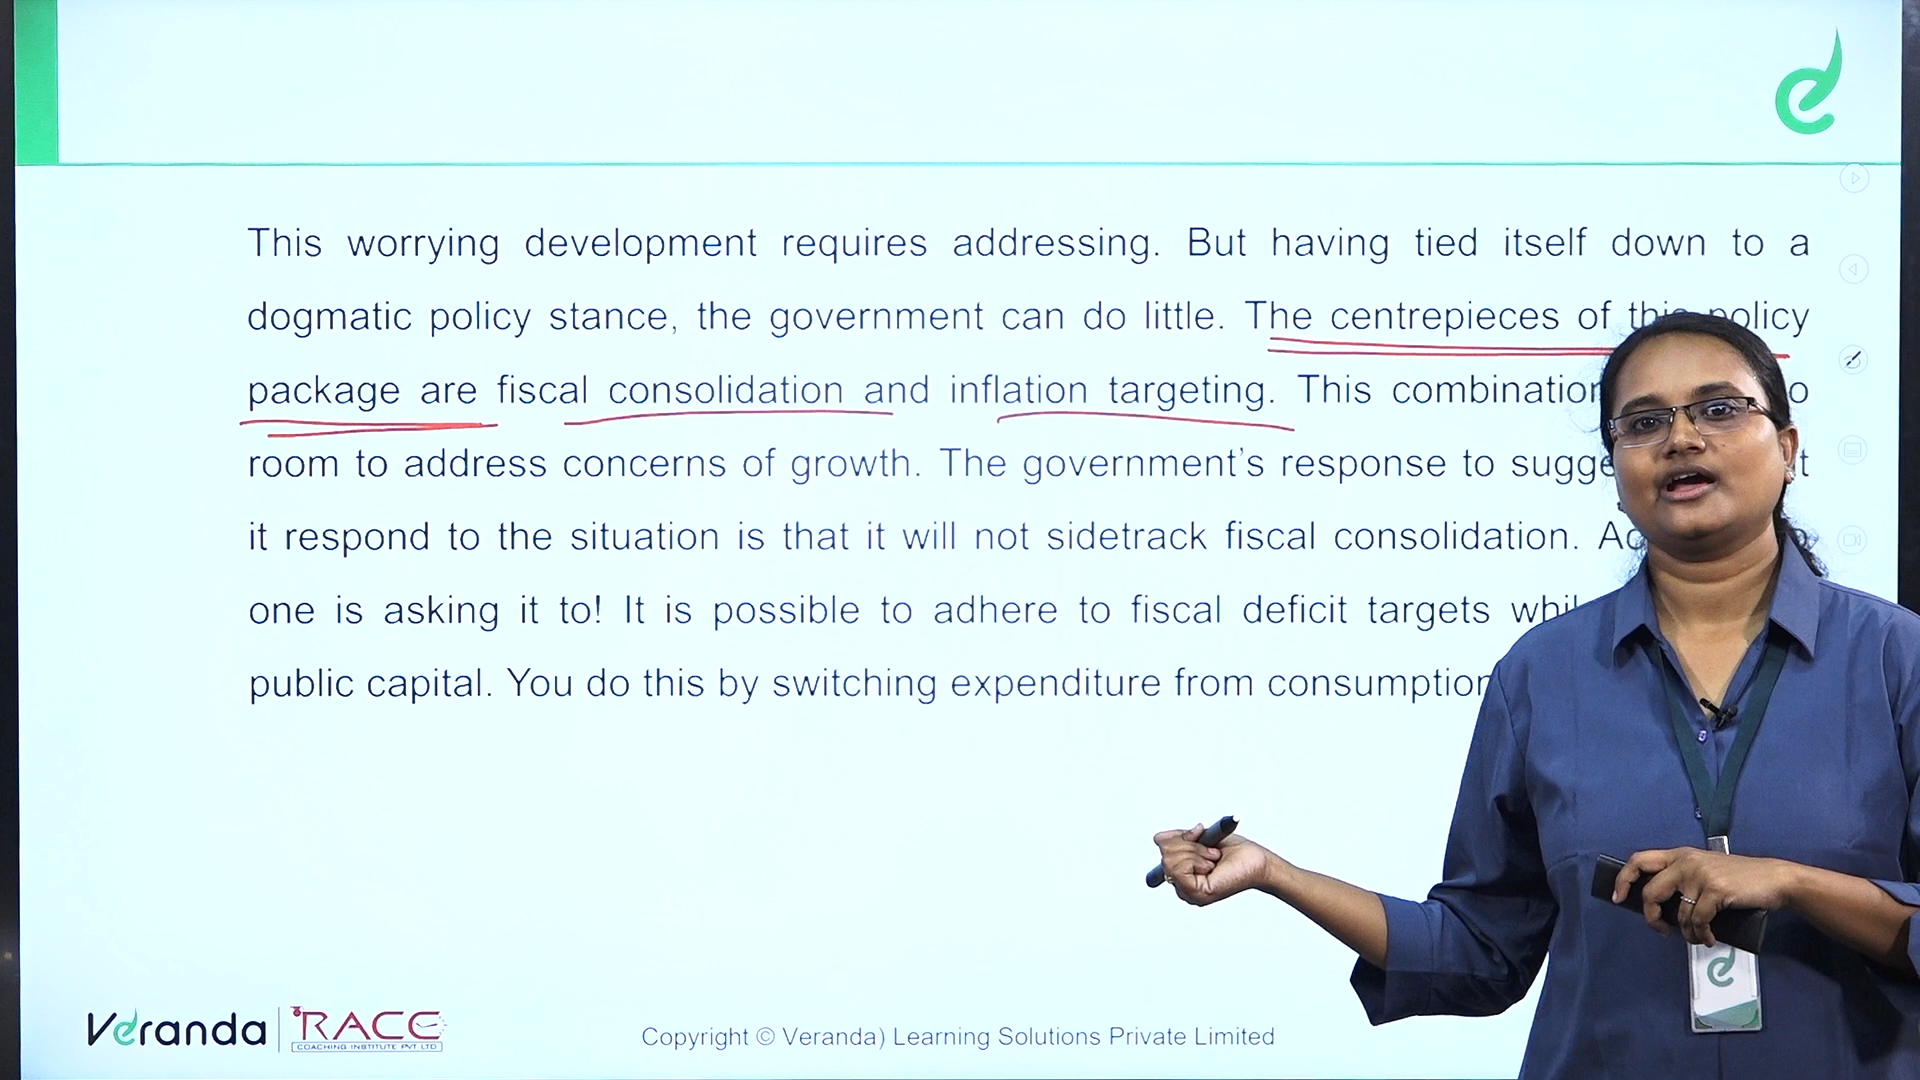 This worrying development requires addressing. But having tied itself down to a
dogmatic policy stance, the government can do little. The centrepieces of this policy
package are fiscal consolidation and inflation targeting. This combination
room to address concerns of growth. The government's response to
it respond to the situation is that it will not sidetrack fiscal consolidation.
one is asking it to! It is possible to adhere to fiscal deficit targets
public capital. You do this by switching expenditure from consumption
Veranda RACE
COACHING INSTITUTE PVT LTD
Copyright © Veranda) Learning Solutions Private Limited